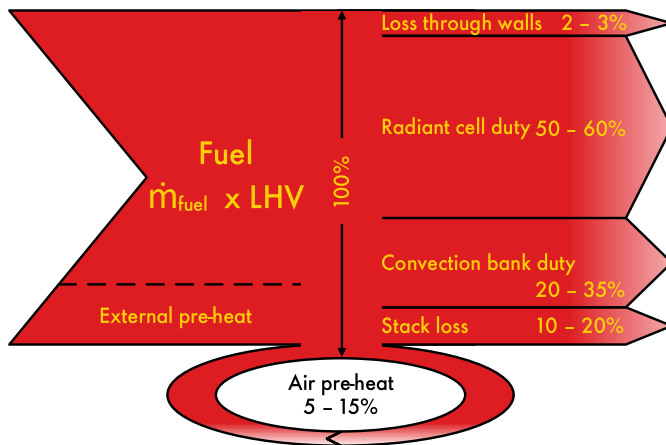 Loss through walls 2 – 3%
Radiant cell duty 50 – 60%
Fuel
ṁfuel x LHV
100%
Convection bank duty
20 – 35%
External pre-heat
Stack loss 10 – 20%
Air pre-heat
5 – 15%